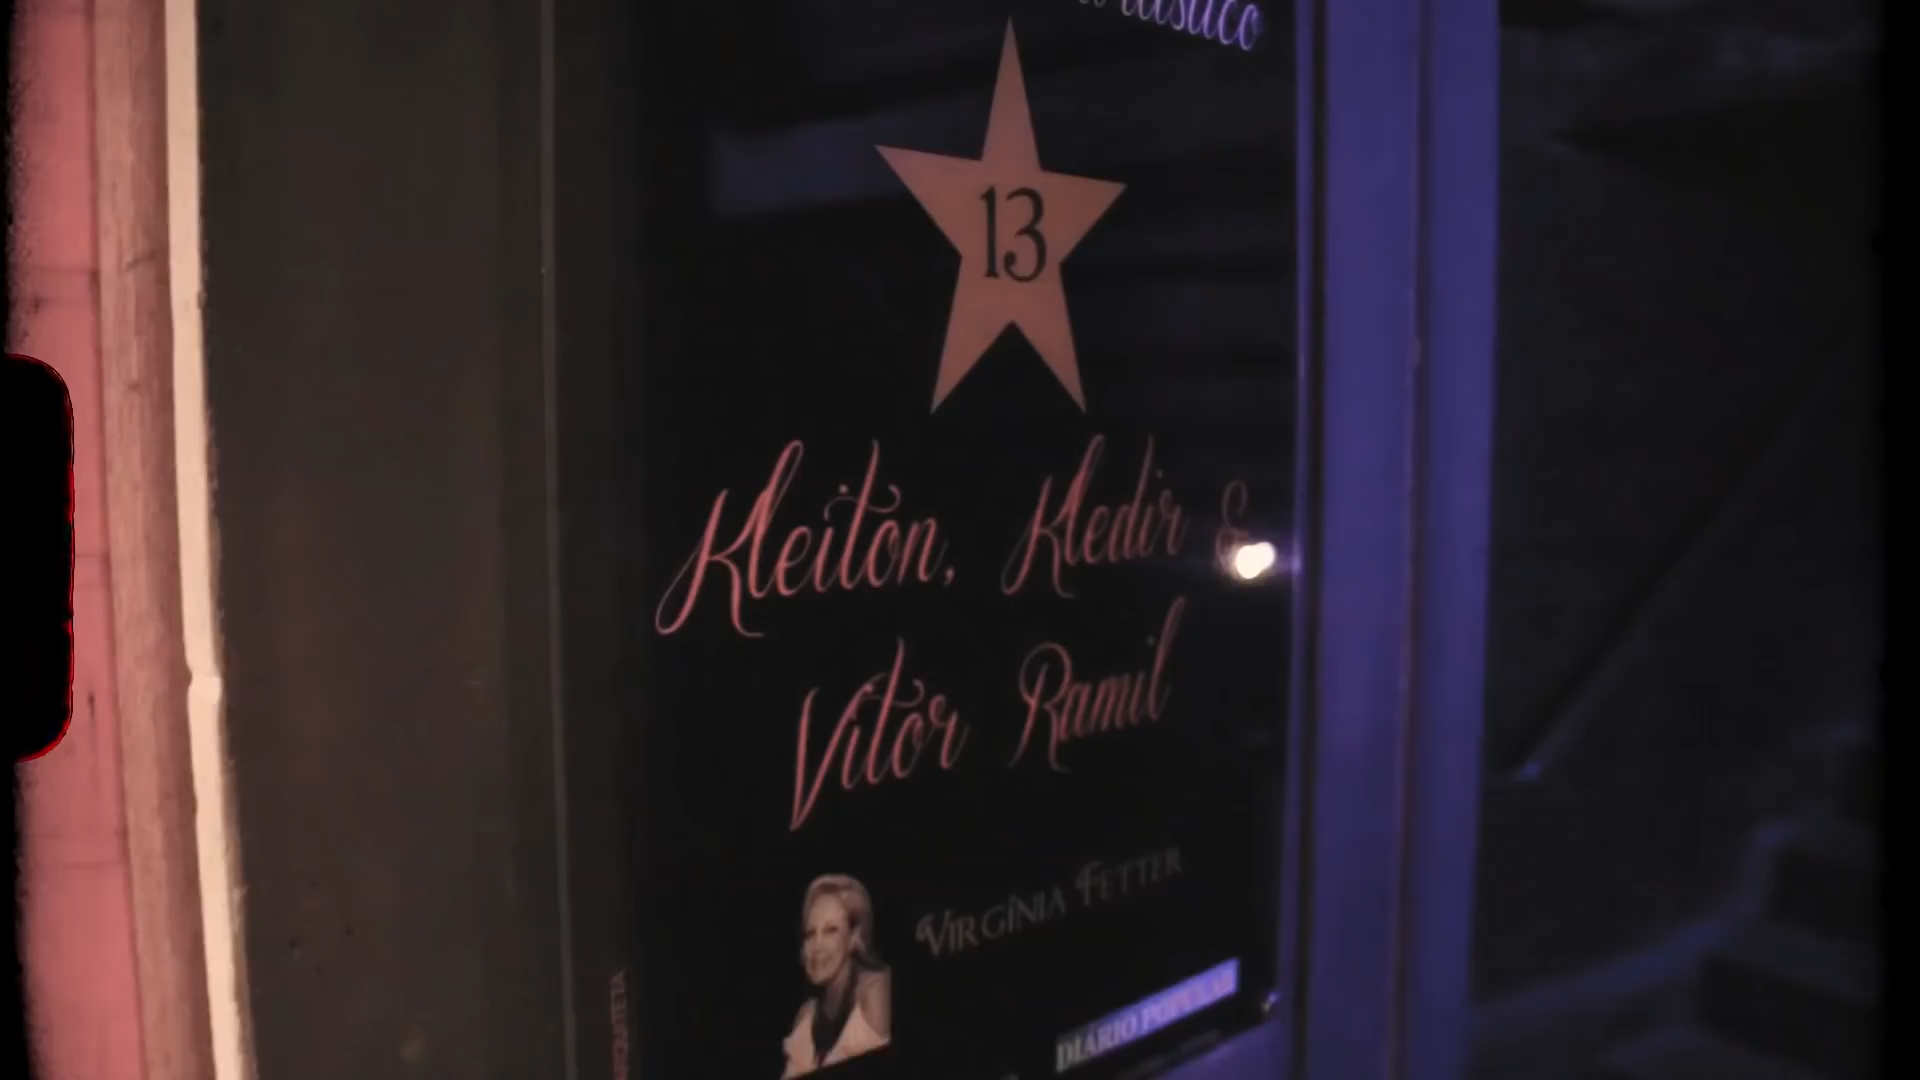 13
Kleiton, Kledir &
Vitor Ramil
VIRGÍNIA FETTER
DIÁRIO POPULAR